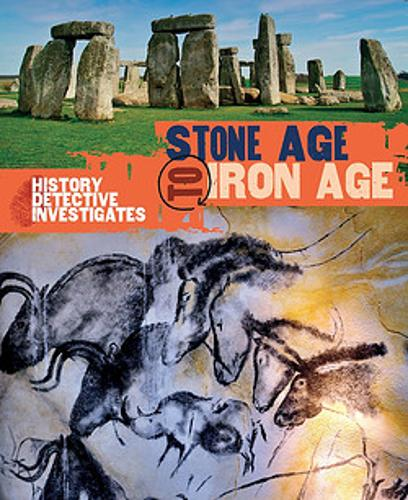 STONE AGE
TO IRON AGE
HISTORY
DETECTIVE
INVESTIGATES